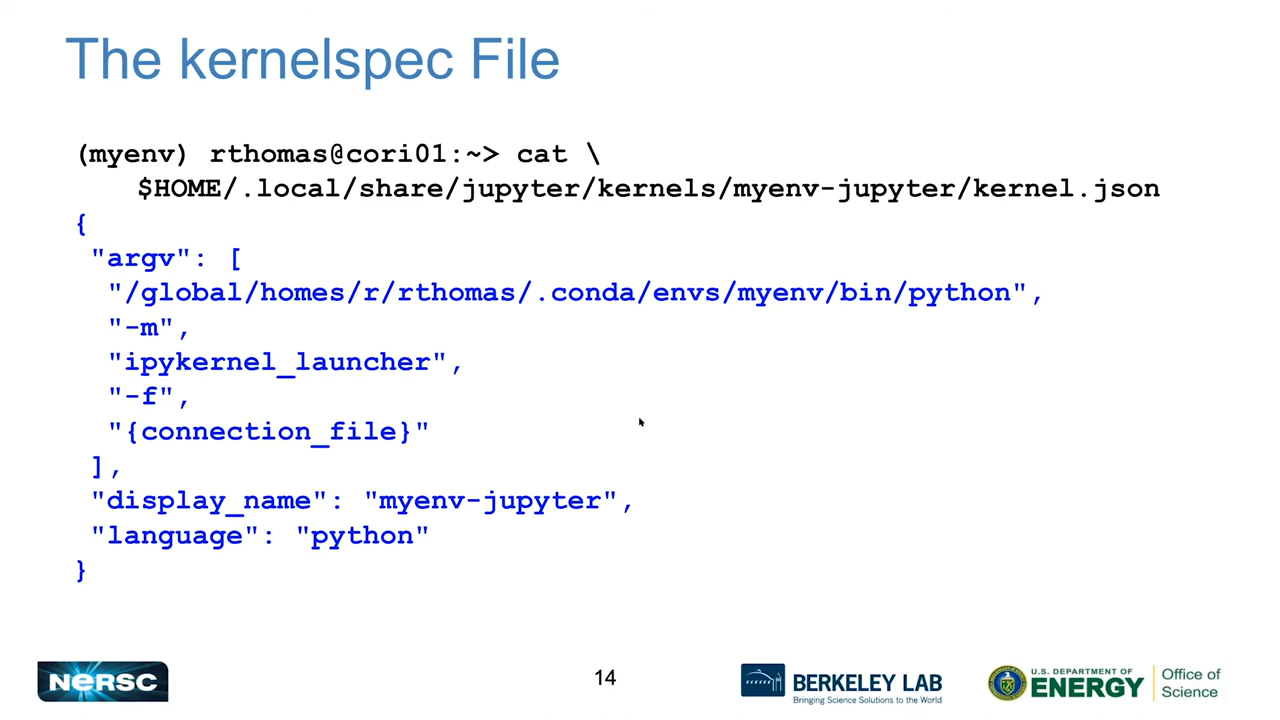 The kernelspec File
(myenv) rthomas@cori01:~> cat \
$HOME/.local/share/jupyter/kernels/myenv-jupyter/kernel.json
{
"argv": [
"/global/homes/r/rthomas/.conda/envs/myenv/bin/python",
"-m",
"ipykernel_launcher",
"-f",
"{connection_file}"
],
"display_name": "myenv-jupyter",
"language": "python"
}
NERSC
14
BERKELEY LAB
Bringing Science Solutions to the World
U.S. DEPARTMENT OF
ENERGY
Office of
Science